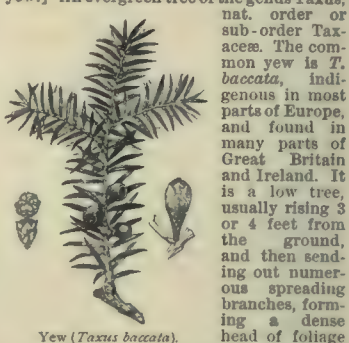 yew.] An evergreen tree of the genus Taxus,
nat. order or
sub-order Tax-
aceæ. The com-
mon yew is T.
baccata, indi-
genous in most
parts of Europe,
and found in
many parts of
Great Britain
and Ireland. It
is a low tree,
usually rising 3
or 4 feet from
the ground,
and then send-
ing out numer-
ous spreading
branches, form-
ing a dense
head of foliage
Yew (Taxus baccata).